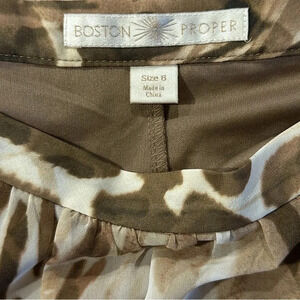 BOSTON PROPER
Size 6
Made in
China